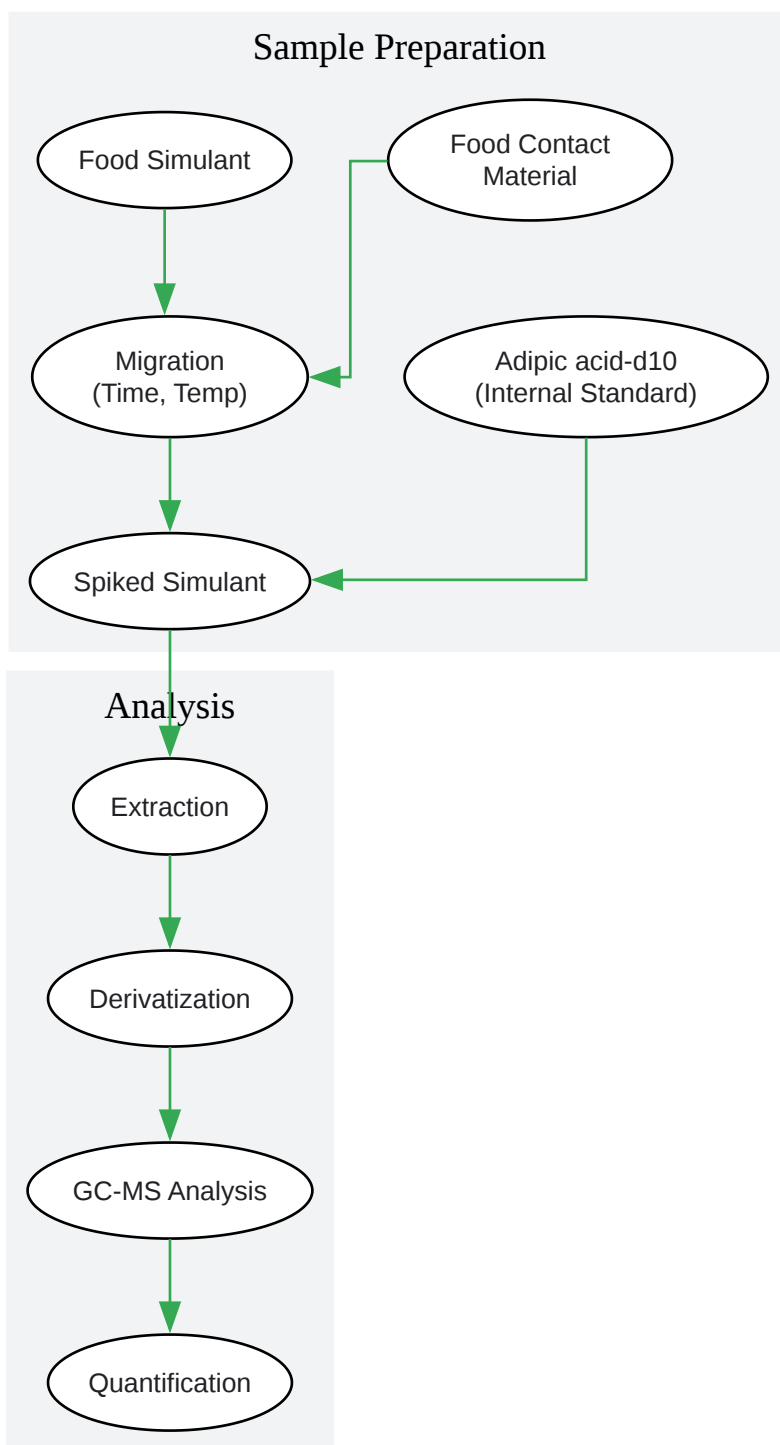 Sample Preparation
Food Simulant
Food Contact
Material
Migration
(Time, Temp)
Adipic acid-d10
(Internal Standard)
Spiked Simulant
Analysis
Extraction
Derivatization
GC-MS Analysis
Quantification